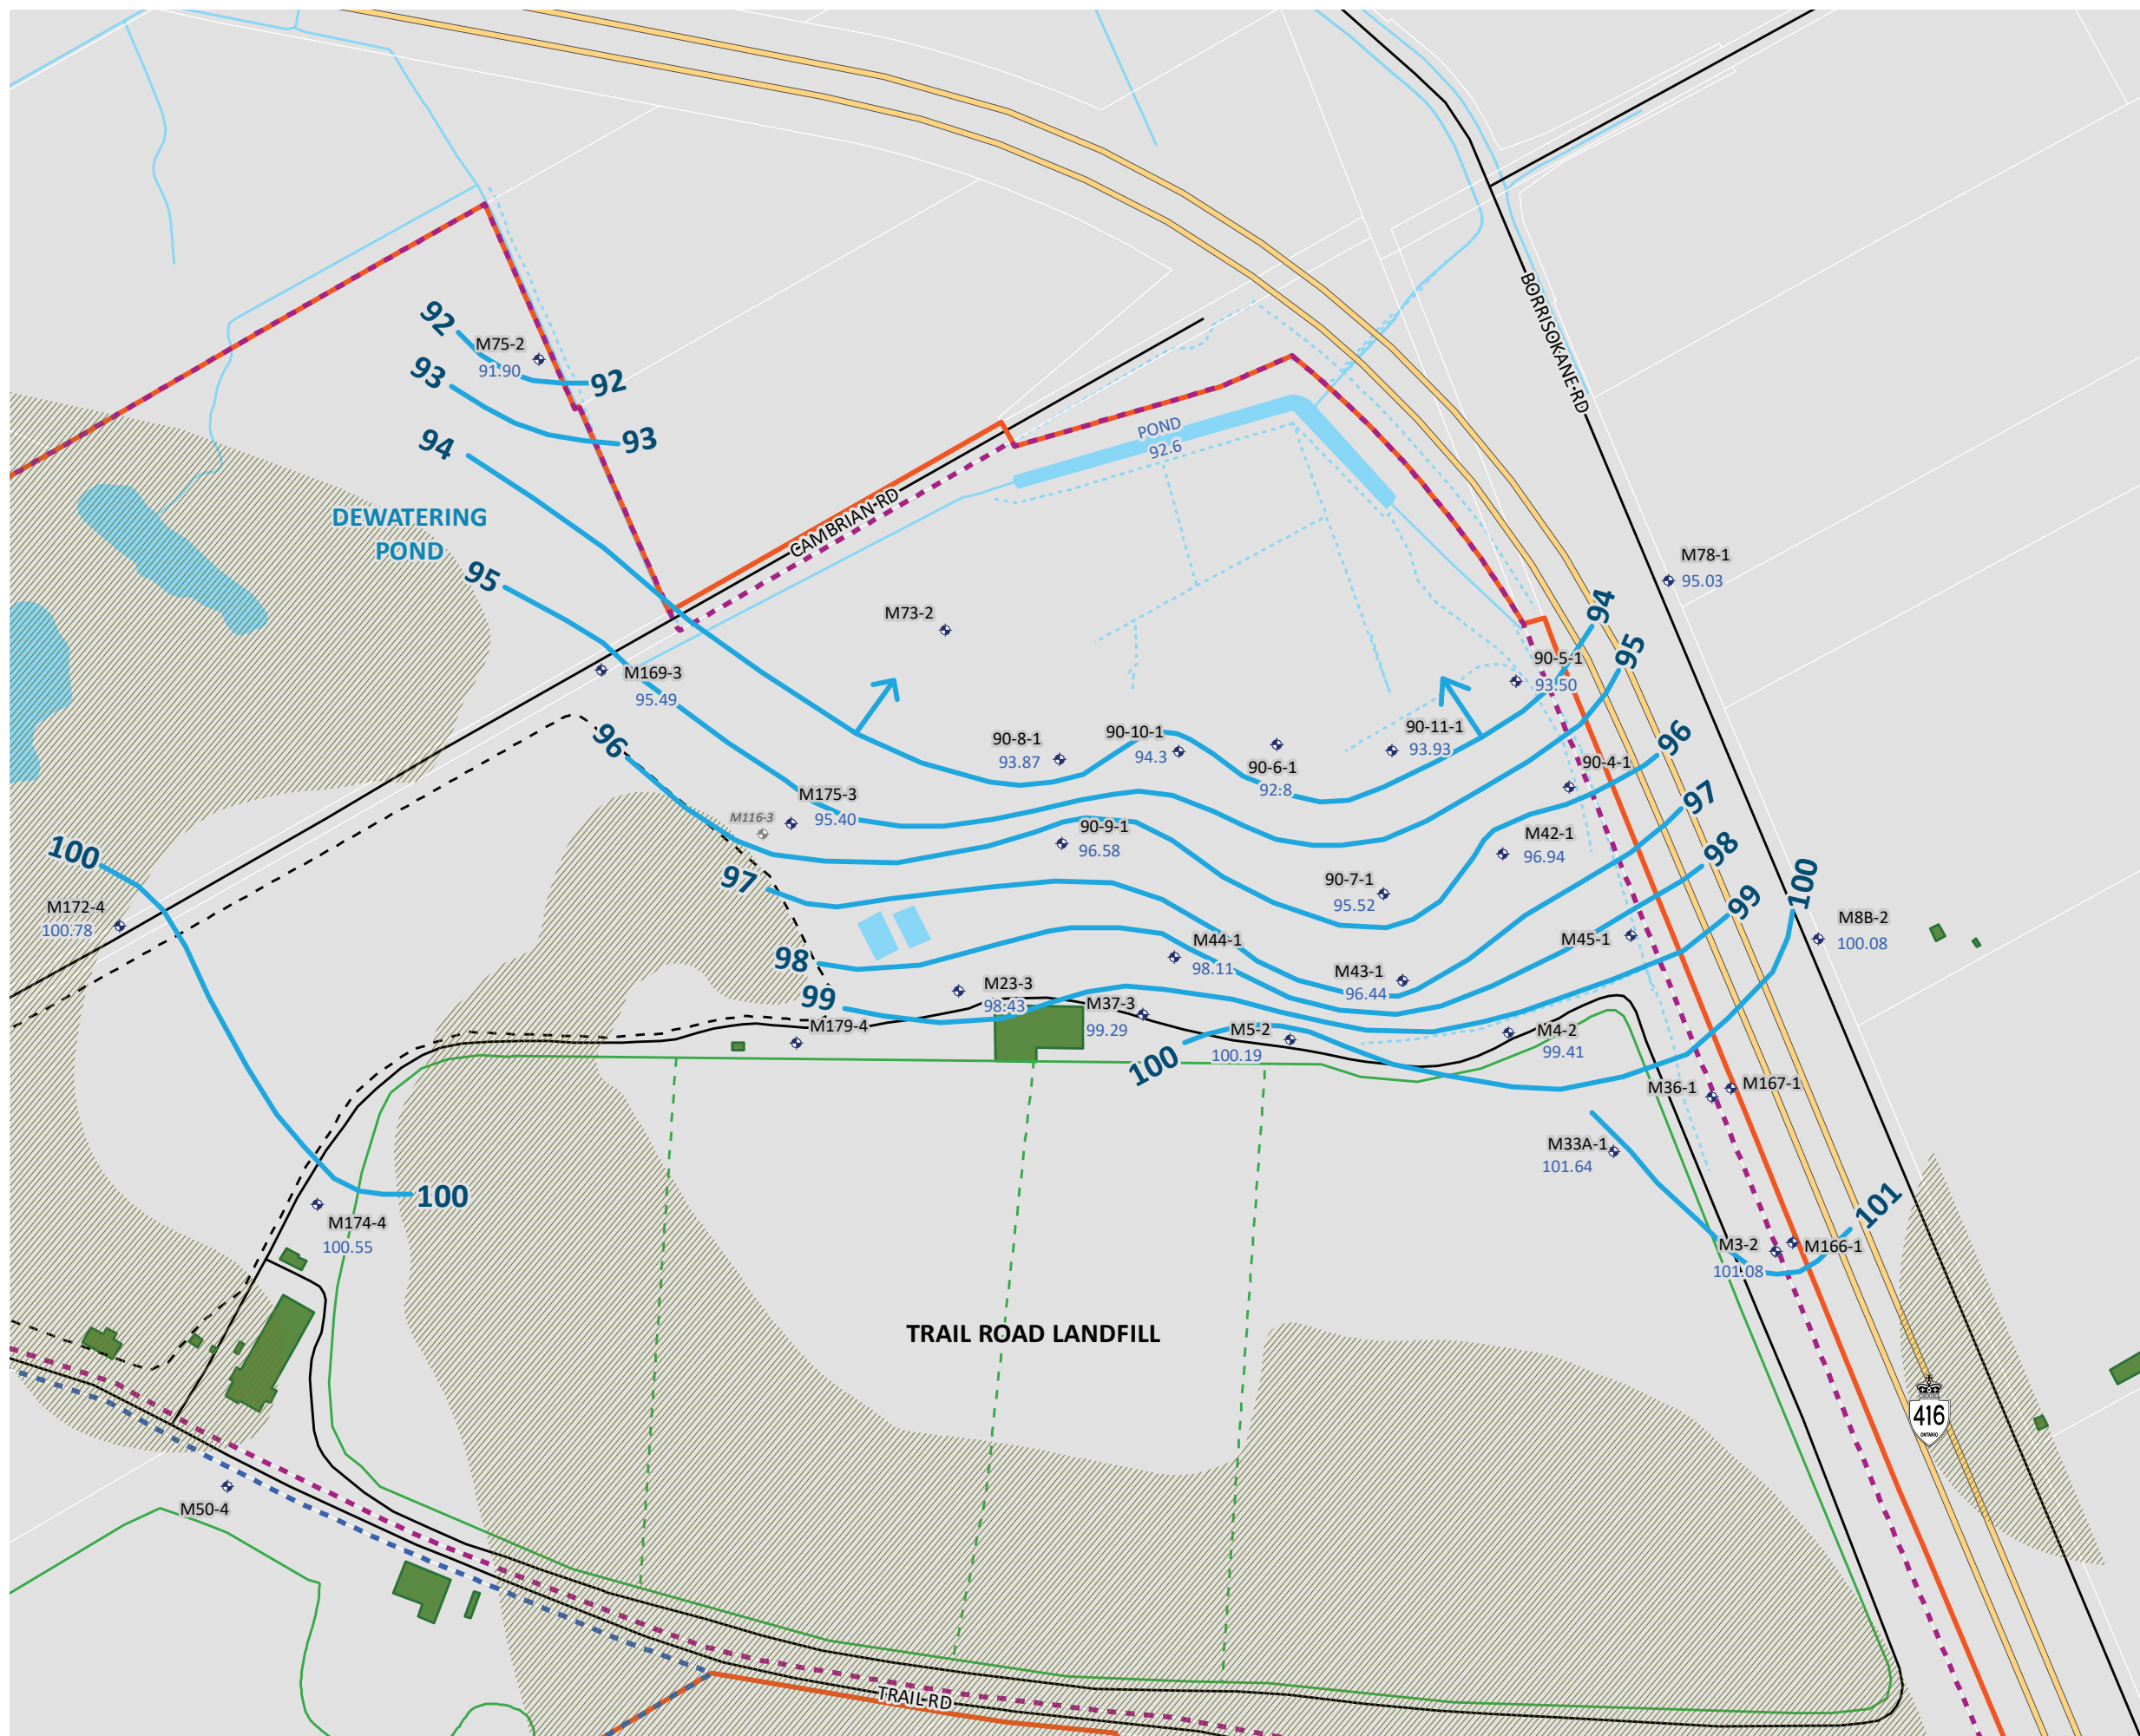 BORRISOKANE RD
92
M75-2
91.90
92
93
93
94
POND
92.6
CAMBRIAN RD
DEWATERING
POND
95
M78-1
95.03
94
M73-2
95
M169-3
95.49
90-5-1
93.50
96
90-8-1
93.87
90-10-1
94.3
90-6-1
92.8
90-11-1
93.93
96
90-4-1
M175-3
95.40
M116-3
97
90-9-1
96.58
M42-1
96.94
98
100
97
90-7-1
95.52
100
99
M172-4
100.78
M8B-2
100.08
98
M44-1
98.11
M45-1
M43-1
96.44
99
M23-3
98.43
M37-3
99.29
M179-4
M5-2
100.19
M4-2
99.41
100
M36-1
M167-1
M33A-1
101.64
100
M174-4
100.55
101
M3-2
101.08
M166-1
TRAIL ROAD LANDFILL
416
ONTARIO
M50-4
TRAIL RD